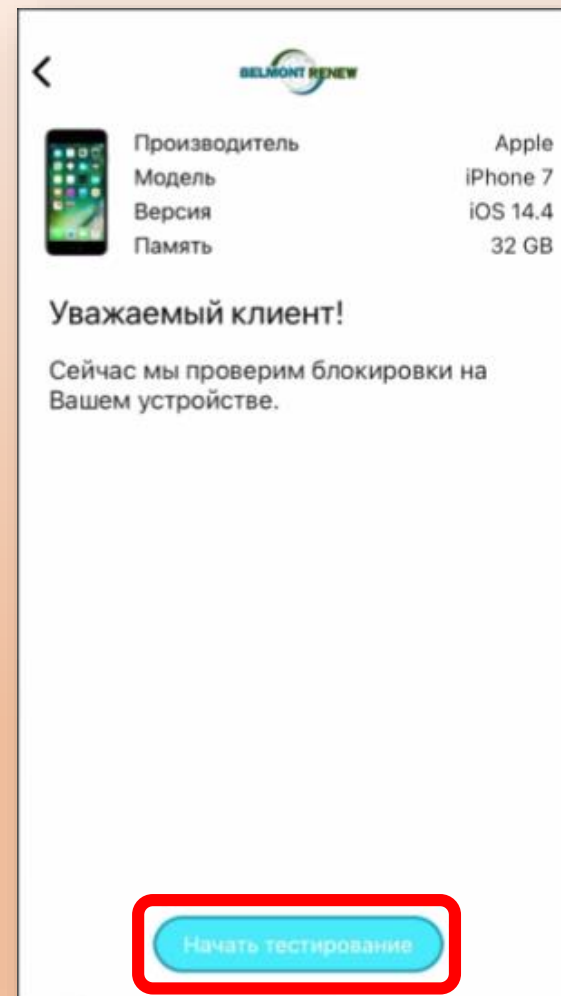 BELMONT RENEW
Производитель Apple
Модель iPhone 7
Версия iOS 14.4
Память 32 GB
Уважаемый клиент!
Сейчас мы проверим блокировки на
Вашем устройстве.
Начать тестирование